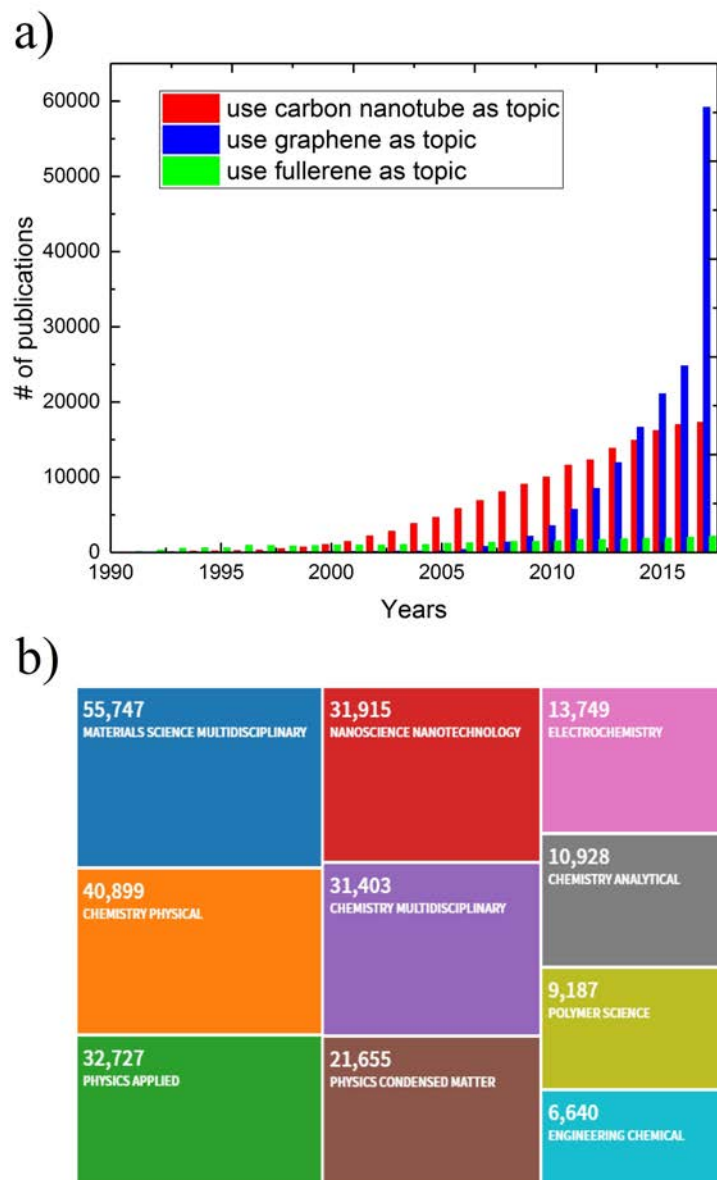 a)
60000
50000
40000
30000
20000
10000
0
# of publications
use carbon nanotube as topic
use graphene as topic
use fullerene as topic
1990
1995
2000
2005
2010
2015
Years
b)
55,747
MATERIALS SCIENCE MULTIDISCIPLINARY
40,899
CHEMISTRY PHYSICAL
32,727
PHYSICS APPLIED
31,915
NANOSCIENCE NANOTECHNOLOGY
31,403
CHEMISTRY MULTIDISCIPLINARY
21,655
PHYSICS CONDENSED MATTER
13,749
ELECTROCHEMISTRY
10,928
CHEMISTRY ANALYTICAL
9,187
POLYMER SCIENCE
6,640
ENGINEERING CHEMICAL